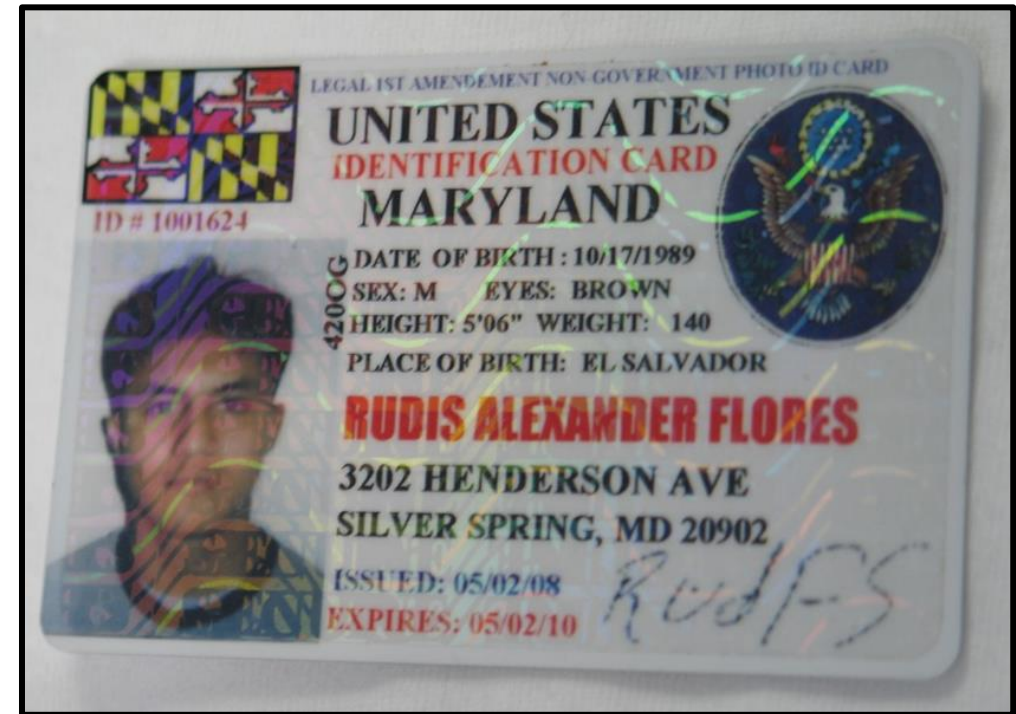 LEGAL 1ST AMENDEMENT NON-GOVERNMENT PHOTO ID CARD
UNITED STATES
IDENTIFICATION CARD
MARYLAND
ID # 1001624
420CG
DATE OF BIRTH : 10/17/1989
SEX: M EYES: BROWN
HEIGHT: 5'06" WEIGHT: 140
PLACE OF BIRTH: EL SALVADOR
RUDIS ALEXANDER FLORES
3202 HENDERSON AVE
SILVER SPRING, MD 20902
ISSUED: 05/02/08
EXPIRES: 05/02/10
RudFS